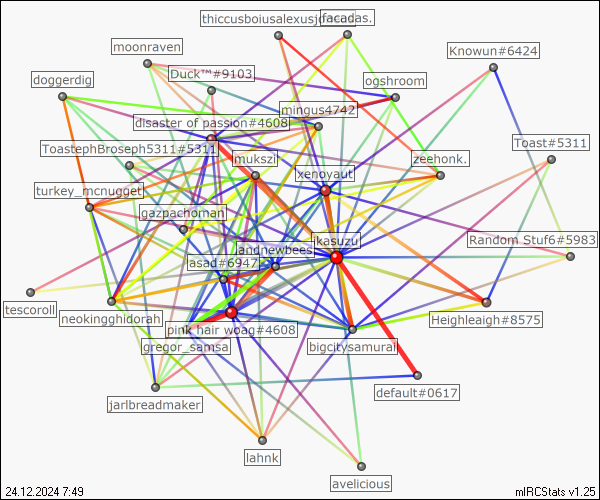 thiccusboiusalexusj
facadas.
moonraven
Knowun#6424
Duck™#9103
doggerdig
ogshroom
mingus4742
disaster of passion#4608
Toast#5311
ToastephBroseph5311#5311
mukszi
zeehonk.
xenoyaut
turkey_mcnugget
gazpachoman
ikasuzu
Random Stuf6#5983
andnewbees
asad#6947
tescoroll
neokingghidorah
Heighleaigh#8575
pink hair woag#4608
gregor_samsa
bigcitysamurai
default#0617
jarlbreadmaker
lahnk
avelicious
24.12.2024 7:49
mIRCStats v1.25